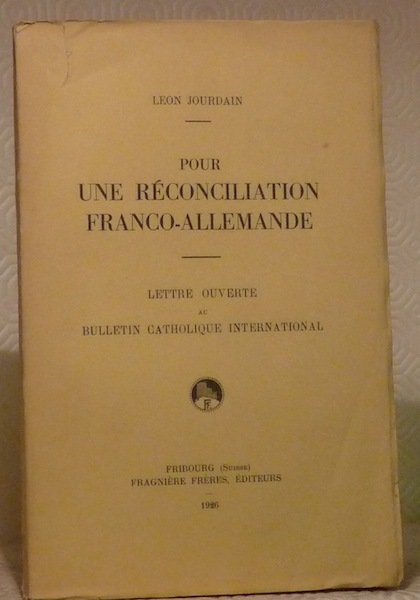 LEON JOURDAIN
POUR
UNE RÉCONCILIATION
FRANCO-ALLEMANDE
LETTRE OUVERTE
AU
BULLETIN CATHOLIQUE INTERNATIONAL
FRIBOURG (Suisse)
FRAGNIÈRE FRÈRES, ÉDITEURS
1926